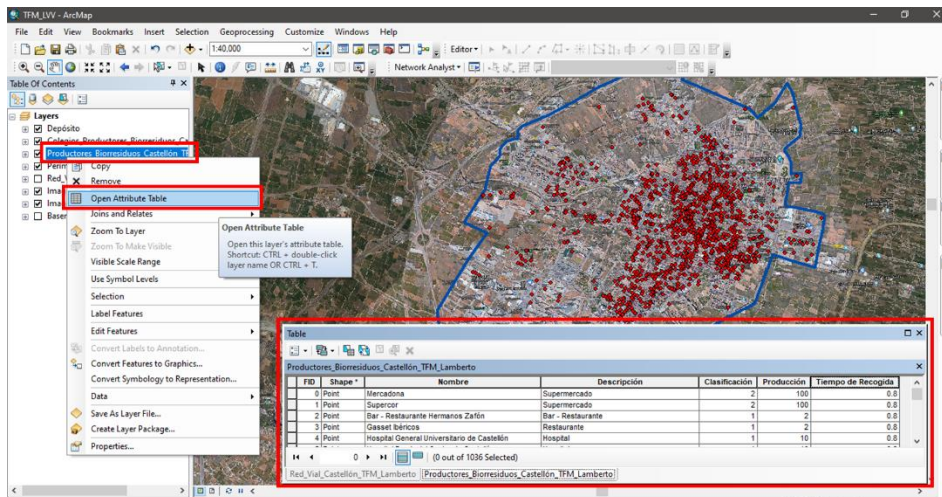 TFM_LVV - ArcMap
File Edit View Bookmarks Insert Selection Geoprocessing Customize Windows Help
1:40.000 Editor
Network Analyst
Table Of Contents
Layers
Depósito
Colegios_Productores_Biorresiduos_Ca
Productores_Biorresiduos_Castellón_TF
Perim
Red_V
Ima
Ima
Baser
Copy
Remove
Open Attribute Table
Joins and Relates
Zoom To Layer
Zoom To Make Visible
Visible Scale Range
Use Symbol Levels
Selection
Label Features
Edit Features
Convert Labels to Annotation...
Convert Features to Graphics...
Convert Symbology to Representation...
Data
Save As Layer File...
Create Layer Package...
Properties...
Open Attribute Table
Open this layer's attribute table.
Shortcut: CTRL + double-click
layer name OR CTRL + T.
Table
Productores_Biorresiduos_Castellón_TFM_Lamberto
FID Shape * Nombre Descripción Clasificación Producción Tiempo de Recogida
0 Point Mercadona Supermercado 2 100 0.8
1 Point Supercor Supermercado 2 100 0.8
2 Point Bar - Restaurante Hermanos Zafón Bar - Restaurante 1 2 0.8
3 Point Gasset Ibéricos Restaurante 1 2 0.8
4 Point Hospital General Universitario de Castellón Hospital 1 10 0.8
0 (0 out of 1036 Selected)
Red_Vial_Castellón_TFM_Lamberto Productores_Biorresiduos_Castellón_TFM_Lamberto